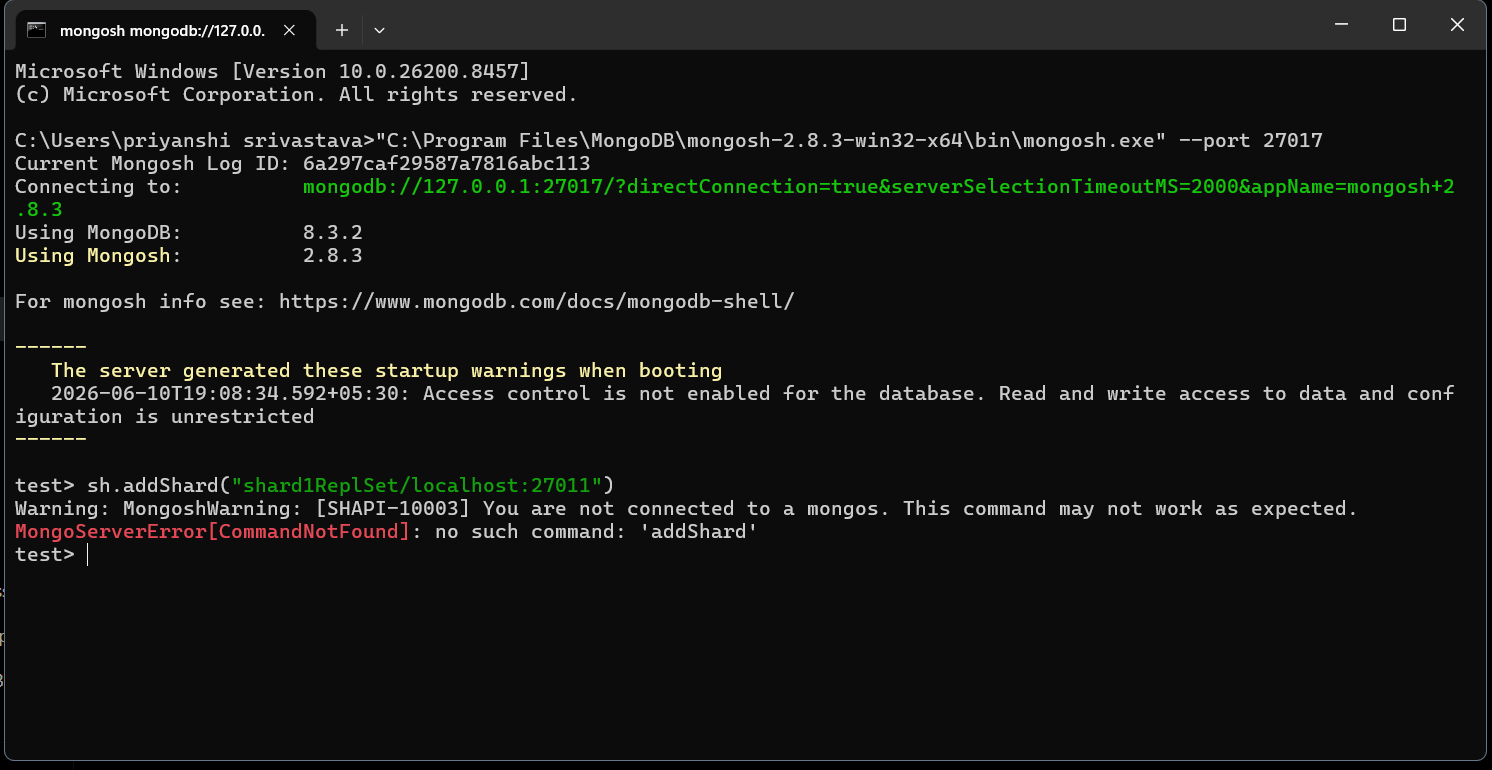 mongosh mongodb://127.0.0.
Microsoft Windows [Version 10.0.26200.8457]
(c) Microsoft Corporation. All rights reserved.
C:\Users\priyanshi srivastava>"C:\Program Files\MongoDB\mongosh-2.8.3-win32-x64\bin\mongosh.exe" --port 27017
Current Mongosh Log ID: 6a297caf29587a7816abc113
Connecting to:          mongodb://127.0.0.1:27017/?directConnection=true&serverSelectionTimeoutMS=2000&appName=mongosh+2
.8.3
Using MongoDB:          8.3.2
Using Mongosh:          2.8.3
For mongosh info see: https://www.mongodb.com/docs/mongodb-shell/
------
   The server generated these startup warnings when booting
   2026-06-10T19:08:34.592+05:30: Access control is not enabled for the database. Read and write access to data and conf
iguration is unrestricted
------
test> sh.addShard("shard1ReplSet/localhost:27011")
Warning: MongoshWarning: [SHAPI-10003] You are not connected to a mongos. This command may not work as expected.
MongoServerError[CommandNotFound]: no such command: 'addShard'
test>